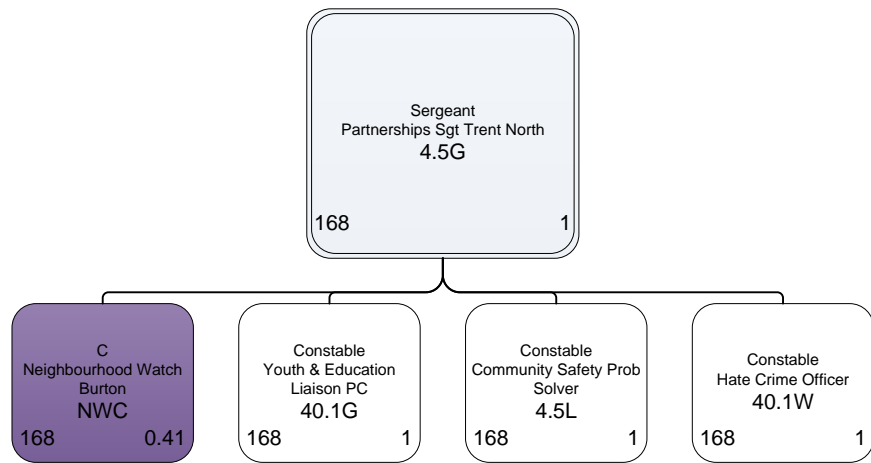 Sergeant
Partnerships Sgt Trent North
4.5G
168 1
C
Neighbourhood Watch
Burton
NWC
168 0.41
Constable
Youth & Education
Liaison PC
40.1G
168 1
Constable
Community Safety Prob
Solver
4.5L
168 1
Constable
Hate Crime Officer
40.1W
168 1